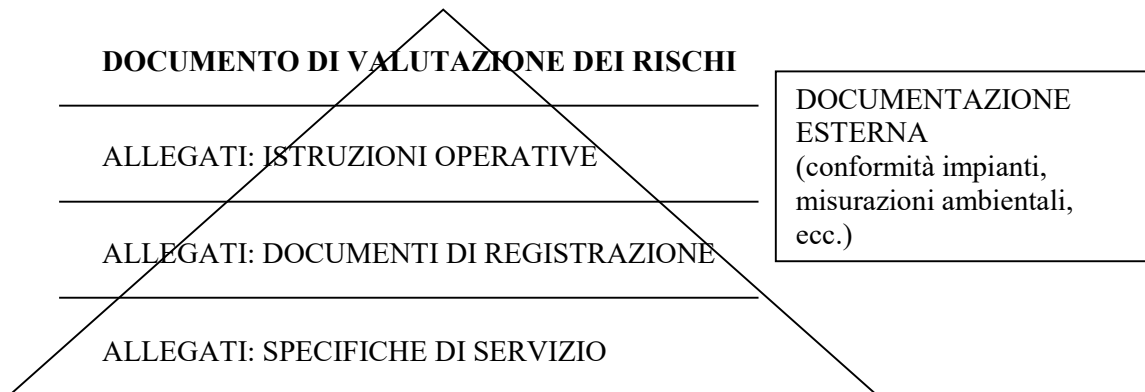 DOCUMENTO DI VALUTAZIONE DEI RISCHI
ALLEGATI: ISTRUZIONI OPERATIVE
ALLEGATI: DOCUMENTI DI REGISTRAZIONE
ALLEGATI: SPECIFICHE DI SERVIZIO
DOCUMENTAZIONE
ESTERNA
(conformità impianti,
misurazioni ambientali,
ecc.)